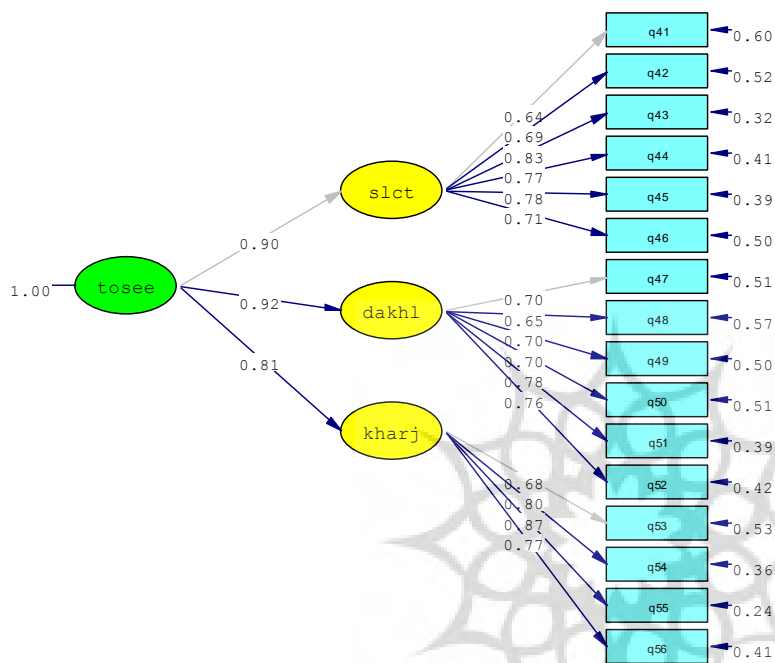 q41
0.60
q42
0.52
q43
0.32
q44
0.41
q45
0.39
q46
0.50
q47
0.51
q48
0.57
q49
0.50
q50
0.51
q51
0.39
q52
0.42
q53
0.53
q54
0.36
q55
0.24
q56
0.41
0.64
0.69
0.83
0.77
0.78
0.71
0.70
0.65
0.70
0.70
0.78
0.76
0.68
0.80
0.87
0.77
slct
dakhl
kharj
0.90
0.92
0.81
tosee
1.00